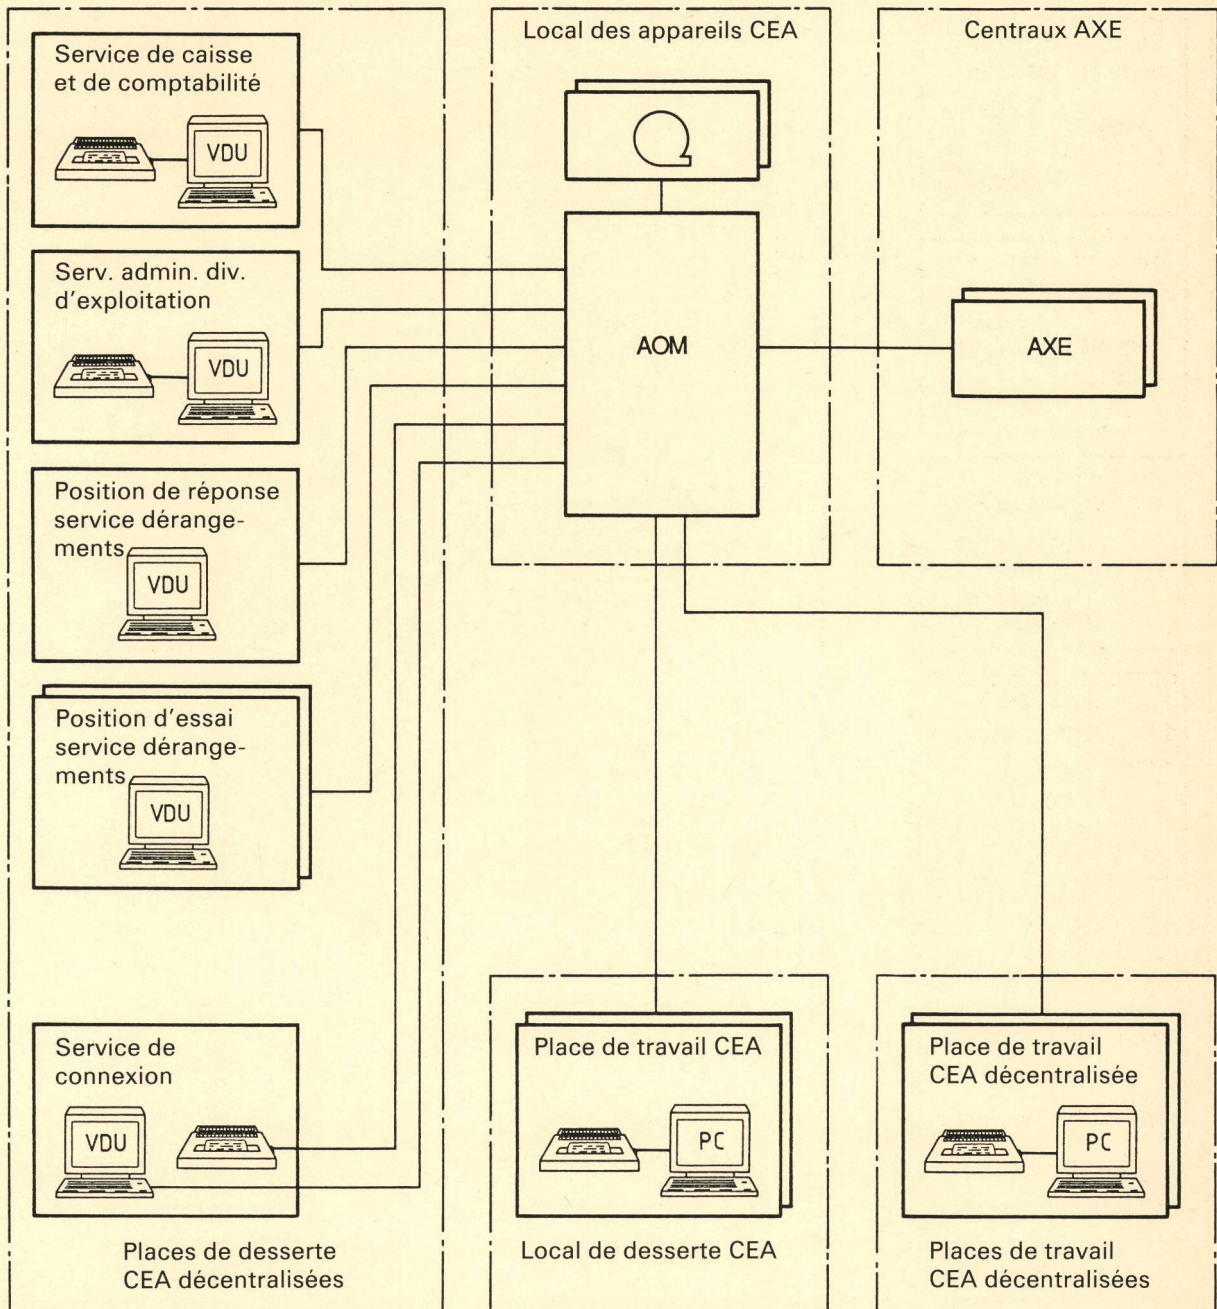 Service de caisse
et de comptabilité
VDU
Serv. admin. div.
d'exploitation
VDU
Position de réponse
service dérange-
ments
VDU
Position d'essai
service dérange-
ments
VDU
Service de
connexion
VDU
Places de desserte
CEA décentralisées
Local des appareils CEA
AOM
Centraux AXE
AXE
Place de travail CEA
PC
Local de desserte CEA
Place de travail
CEA décentralisée
PC
Places de travail
CEA décentralisées